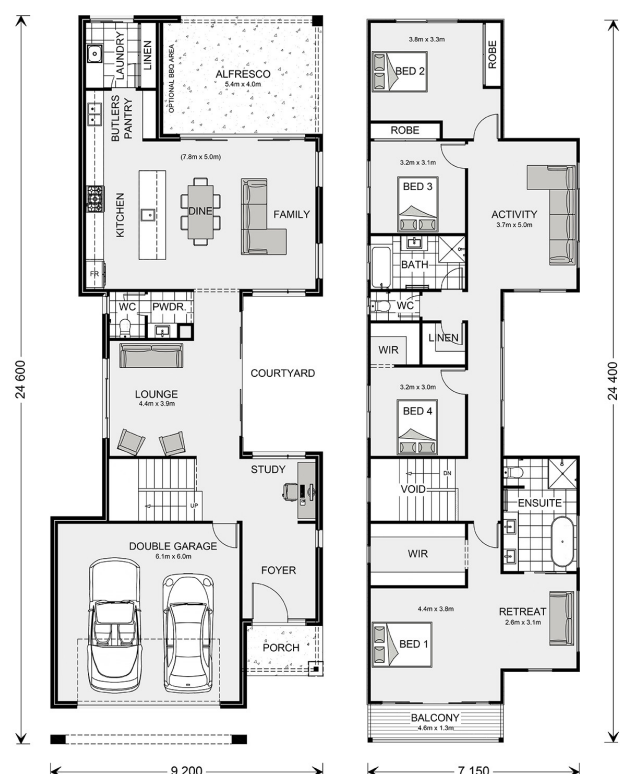 LAUNDRY
LINEN
OPTIONAL BBQ AREA
ALFRESCO
5.4m x 4.0m
BUTLERS
PANTRY
(7.8m x 5.0m)
KITCHEN
DINE
FAMILY
FR
WC
PWDR.
COURTYARD
LOUNGE
4.4m x 3.9m
STUDY
UP
DOUBLE GARAGE
6.1m x 6.0m
FOYER
PORCH
24 600
9 200
3.8m x 3.3m
BED 2
ROBE
ROBE
3.2m x 3.1m
BED 3
ACTIVITY
3.7m x 5.0m
BATH
WC
LINEN
WIR
3.2m x 3.0m
BED 4
DN
VOID
ENSUITE
WIR
4.4m x 3.8m
RETREAT
2.6m x 3.1m
BED 1
BALCONY
4.6m x 1.3m
24 400
7 150